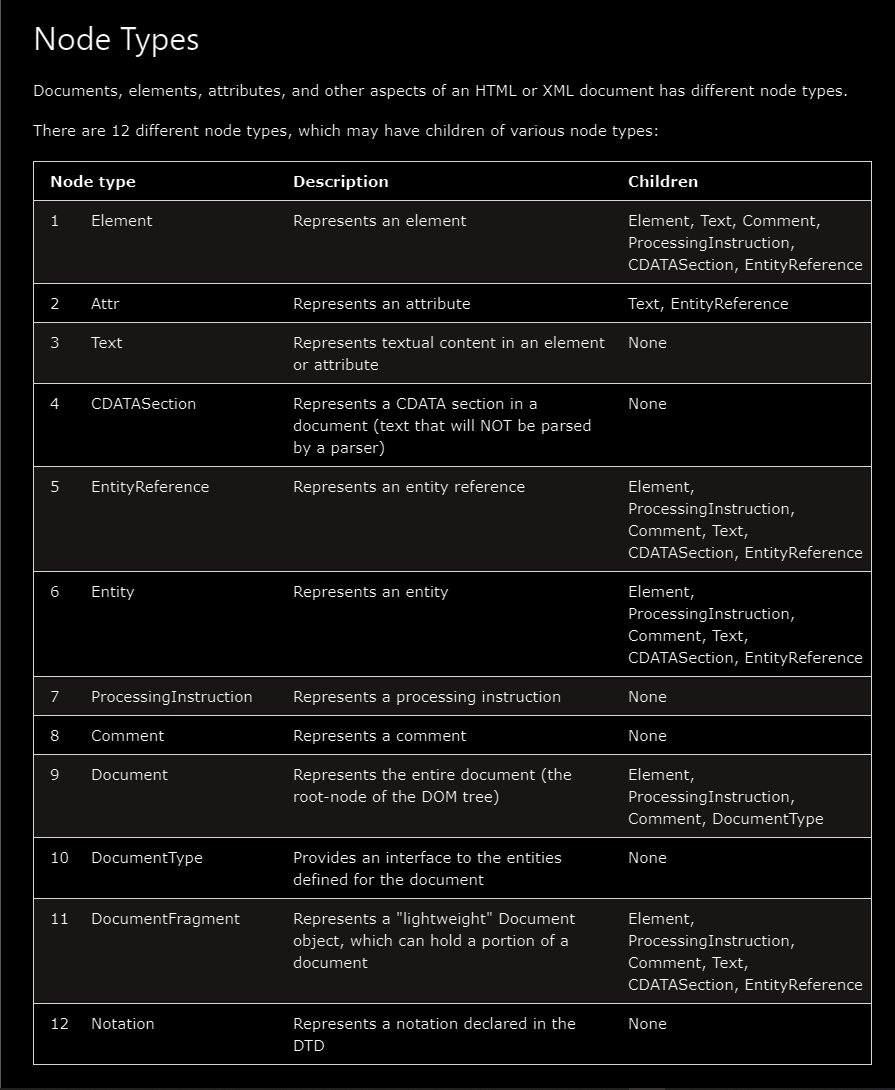 Node Types
Documents, elements, attributes, and other aspects of an HTML or XML document has different node types.
There are 12 different node types, which may have children of various node types:
Node type Description Children
1 Element Represents an element Element, Text, Comment,
ProcessingInstruction,
CDATASection, EntityReference
2 Attr Represents an attribute Text, EntityReference
3 Text Represents textual content in an element None
or attribute
4 CDATASection Represents a CDATA section in a None
document (text that will NOT be parsed
by a parser)
5 EntityReference Represents an entity reference Element,
ProcessingInstruction,
Comment, Text,
CDATASection, EntityReference
6 Entity Represents an entity Element,
ProcessingInstruction,
Comment, Text,
CDATASection, EntityReference
7 ProcessingInstruction Represents a processing instruction None
8 Comment Represents a comment None
9 Document Represents the entire document (the Element,
root-node of the DOM tree) ProcessingInstruction,
Comment, DocumentType
10 DocumentType Provides an interface to the entities None
defined for the document
11 DocumentFragment Represents a "lightweight" Document Element,
object, which can hold a portion of a ProcessingInstruction,
document Comment, Text,
CDATASection, EntityReference
12 Notation Represents a notation declared in the None
DTD